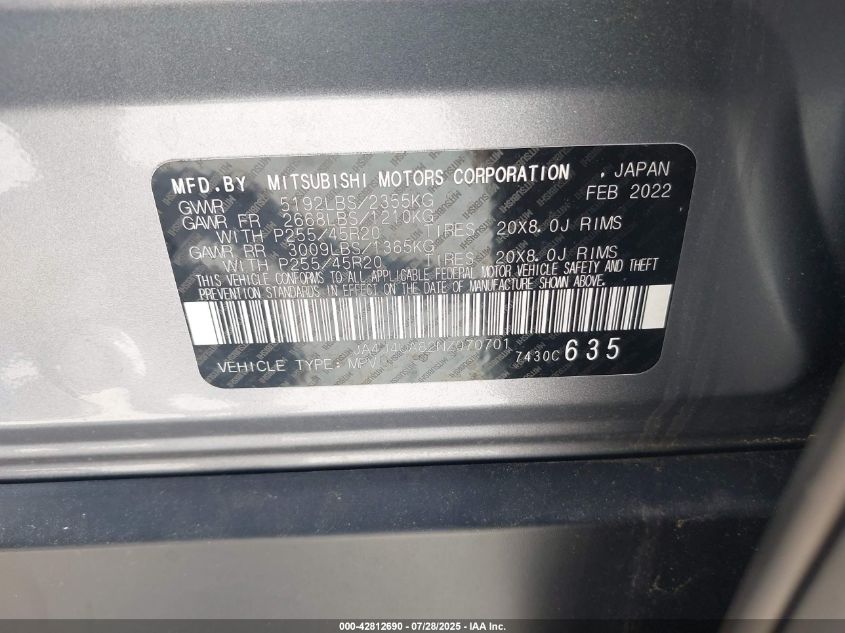 MFD.BY MITSUBISHI MOTORS CORPORATION , JAPAN
FEB 2022
GVWR 5192LBS/2355KG
GAWR FR 2668LBS/1210KG
WITH P255/45R20 TIRES, 20X8.0J RIMS
GAWR RR 3009LBS/1365KG
WITH P255/45R20 TIRES, 20X8.0J RIMS
THIS VEHICLE CONFORMS TO ALL APPLICABLE FEDERAL MOTOR VEHICLE SAFETY AND THEFT
PREVENTION STANDARDS IN EFFECT ON THE DATE OF MANUFACTURE SHOWN ABOVE.
7430C 635
VEHICLE TYPE: MPV
000-42812690 - 07/28/2025 - IAA Inc.